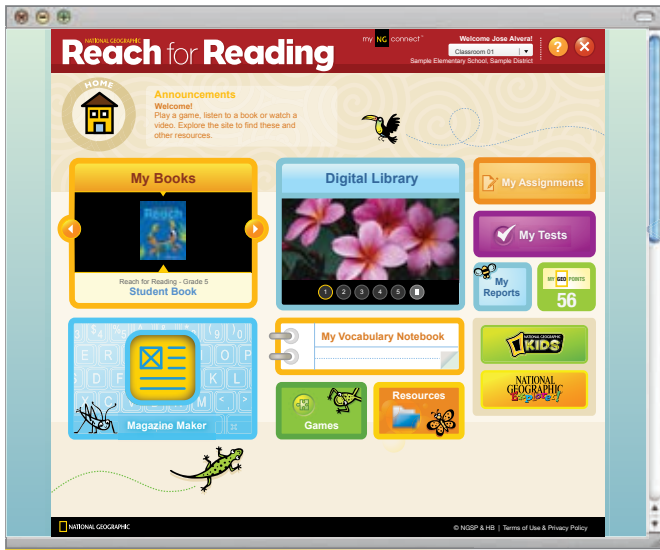 NATIONAL GEOGRAPHIC
Reach for Reading
my NG connect
Welcome Jose Alvera!
Classroom 01
Sample Elementary School, Sample District
?
HOME
Announcements
Welcome!
Play a game, listen to a book or watch a
video. Explore the site to find these and
other resources.
My Books
Reach
Reach for Reading - Grade 5
Student Book
Digital Library
1 2 3 4 5
My Assignments
My Tests
My
Reports
MY GEO POINTS
56
Magazine Maker
My Vocabulary Notebook
Games
Resources
NATIONAL GEOGRAPHIC
KIDS
NATIONAL
GEOGRAPHIC
Explorer!
NATIONAL GEOGRAPHIC
© NGSP & HB | Terms of Use & Privacy Policy